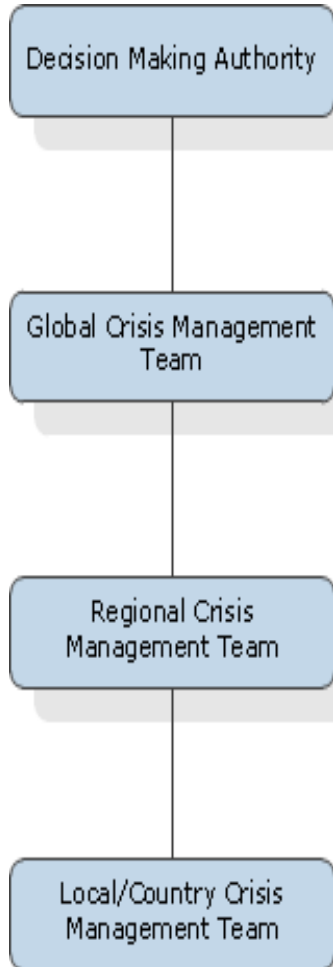 Decision Making Authority
Global Crisis Management
Team
Regional Crisis
Management Team
Local/Country Crisis
Management Team